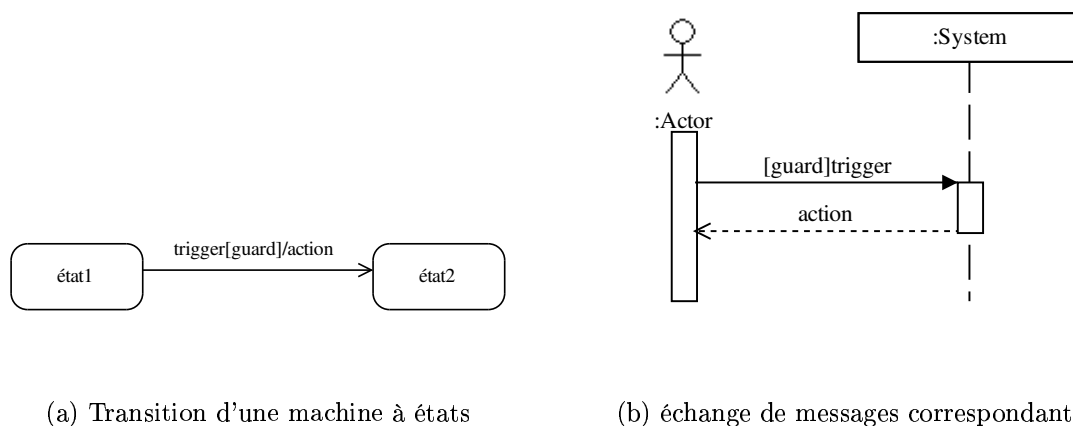 :System
:Actor
[guard]trigger
action
trigger[guard]/action
état1
état2
(a) Transition d'une machine à états
(b) échange de messages correspondant